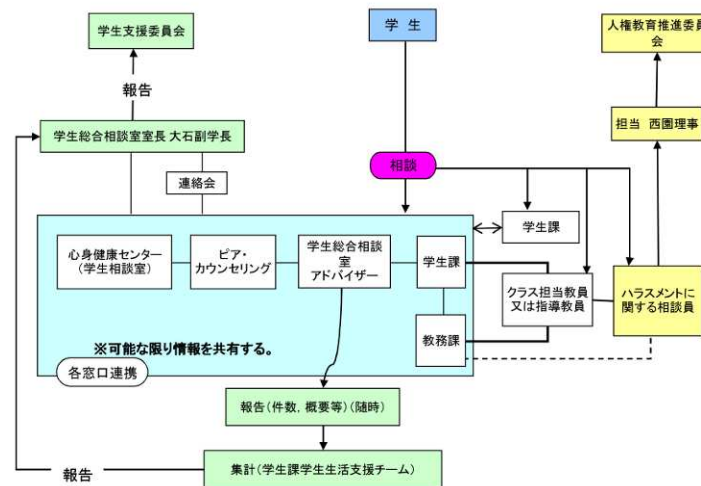 学生支援委員会
学 生
人権教育推進委員
会
報告
担当 西園理事
学生総合相談室室長 大石副学長
相談
連絡会
学生課
心身健康センター
(学生相談室)
ピア・
カウンセリング
学生総合相談
室
アドバイザー
学生課
クラス担当教員
又は指導教員
ハラスメントに
関する相談員
教務課
※可能な限り情報を共有する。
各窓口連携
報告(件数、概要等)(随時)
集計(学生課学生生活支援チーム)
報告